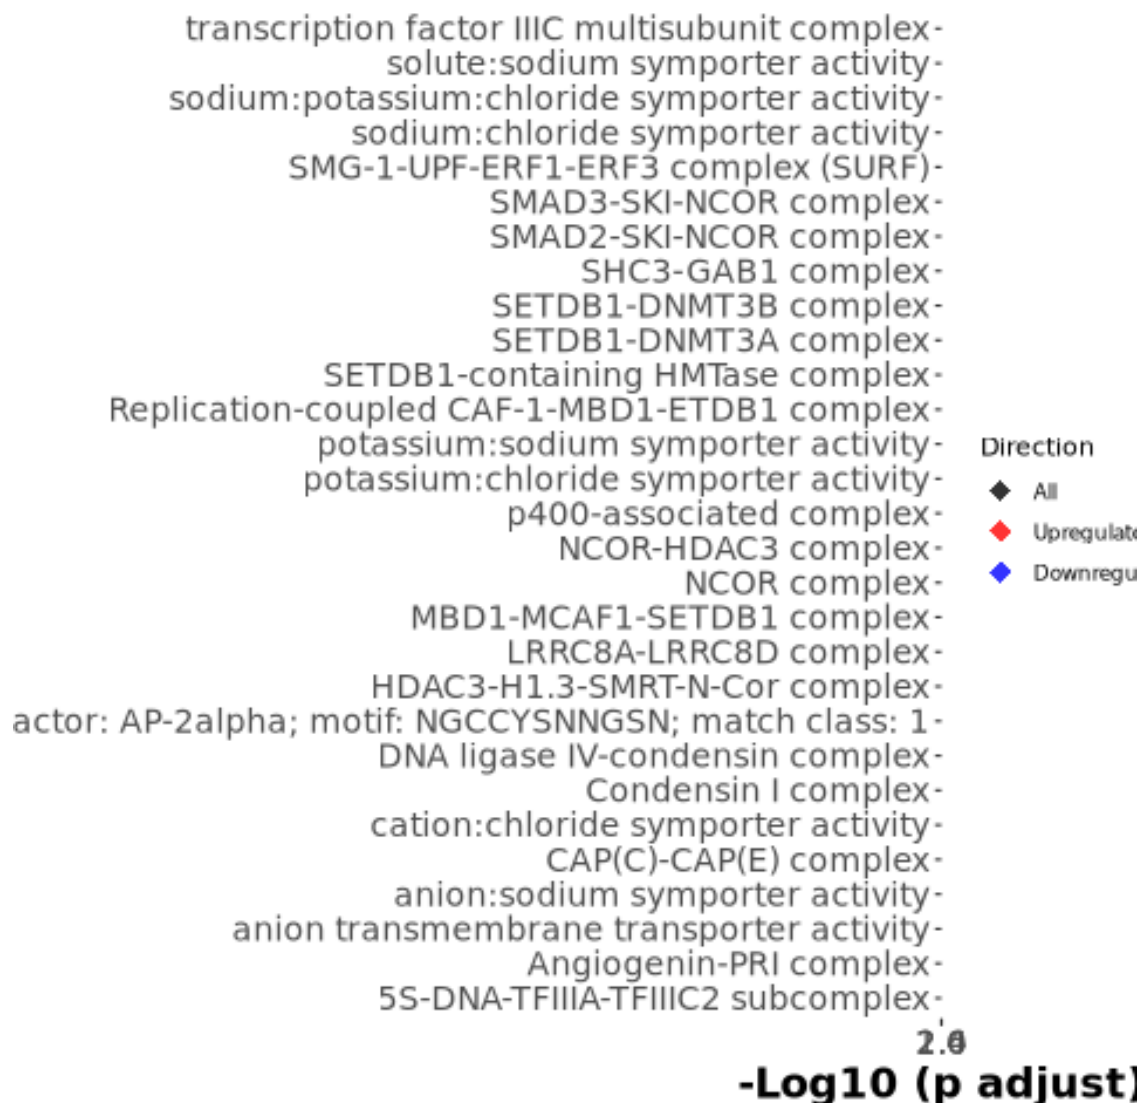 transcription factor IIIC multisubunit complex
solute:sodium symporter activity
sodium:potassium:chloride symporter activity
sodium:chloride symporter activity
SMG-1-UPF-ERF1-ERF3 complex (SURF)
SMAD3-SKI-NCOR complex
SMAD2-SKI-NCOR complex
SHC3-GAB1 complex
SETDB1-DNMT3B complex
SETDB1-DNMT3A complex
SETDB1-containing HMTase complex
Replication-coupled CAF-1-MBD1-ETDB1 complex
potassium:sodium symporter activity
potassium:chloride symporter activity
p400-associated complex
NCOR-HDAC3 complex
NCOR complex
MBD1-MCAF1-SETDB1 complex
LRRC8A-LRRC8D complex
HDAC3-H1.3-SMRT-N-Cor complex
actor: AP-2alpha; motif: NGCCYSNNGSN; match class: 1
DNA ligase IV-condensin complex
Condensin I complex
cation:chloride symporter activity
CAP(C)-CAP(E) complex
anion:sodium symporter activity
anion transmembrane transporter activity
Angiogenin-PRI complex
5S-DNA-TFIIIA-TFIIIC2 subcomplex
-Log10 (p adjust)
Direction
All
Upregulate
Downregu